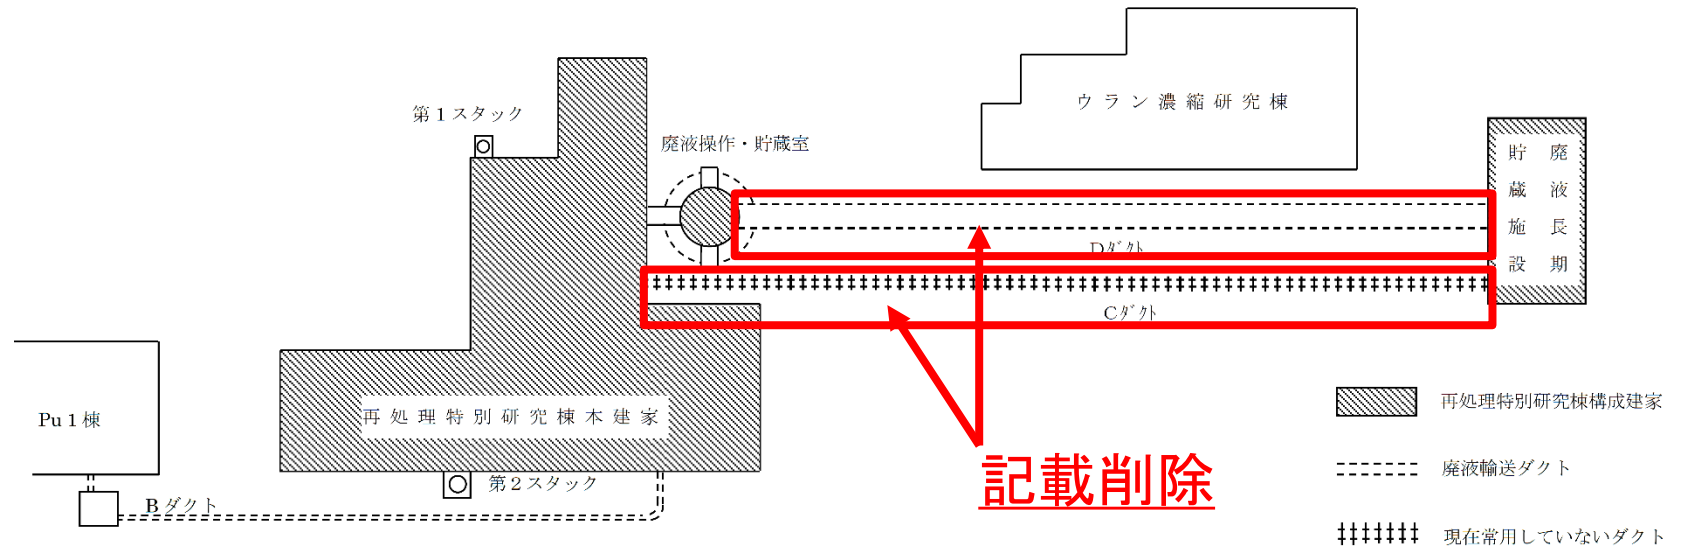 ウラン濃縮研究棟
第1スタック
廃液操作・貯蔵室
廃液長期
貯蔵施設
Dダクト
Cダクト
Pu1棟
再処理特別研究棟本建家
第2スタック
Bダクト
記載削除
再処理特別研究棟構成建家
廃液輸送ダクト
現在常用していないダクト